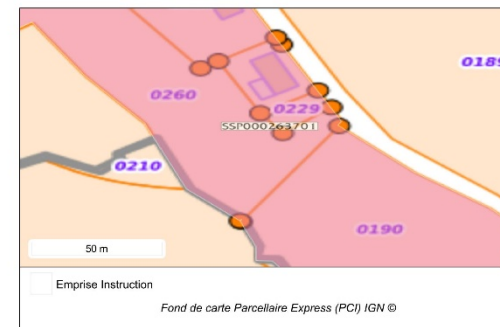 0189
0260
0229
SSP000263701
0210
0190
50 m
Emprise Instruction
Fond de carte Parcellaire Express (PCI) IGN ©